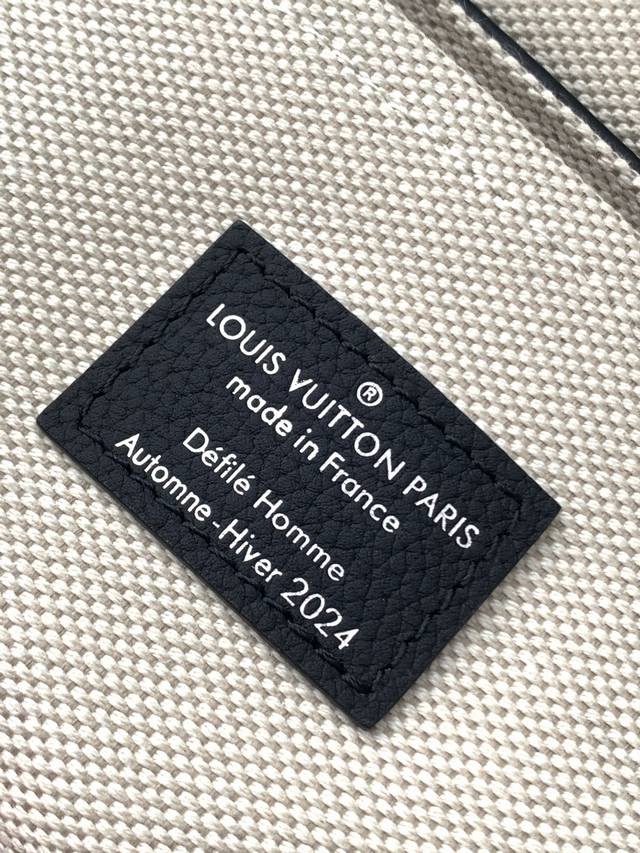 ®
LOUIS VUITTON PARIS
made in France
Défilé Homme
Automne-Hiver 2024